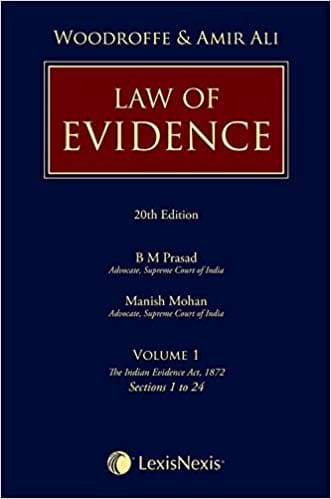 WOODROFFE & AMIR ALI
LAW OF
EVIDENCE
20th Edition
B M Prasad
Advocate, Supreme Court of India
Manish Mohan
Advocate, Supreme Court of India
VOLUME 1
The Indian Evidence Act, 1872
Sections 1 to 24
LexisNexis®